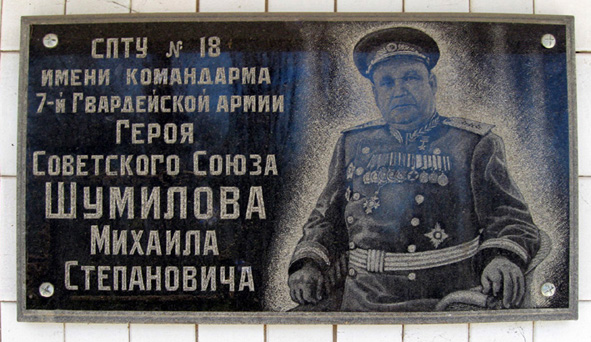 СПТУ № 18
ИМЕНИ КОМАНДАРМА
7-й ГВАРДЕЙСКОЙ АРМИИ
ГЕРОЯ
СОВЕТСКОГО СОЮЗА
ШУМИЛОВА
МИХАИЛА
СТЕПАНОВИЧА